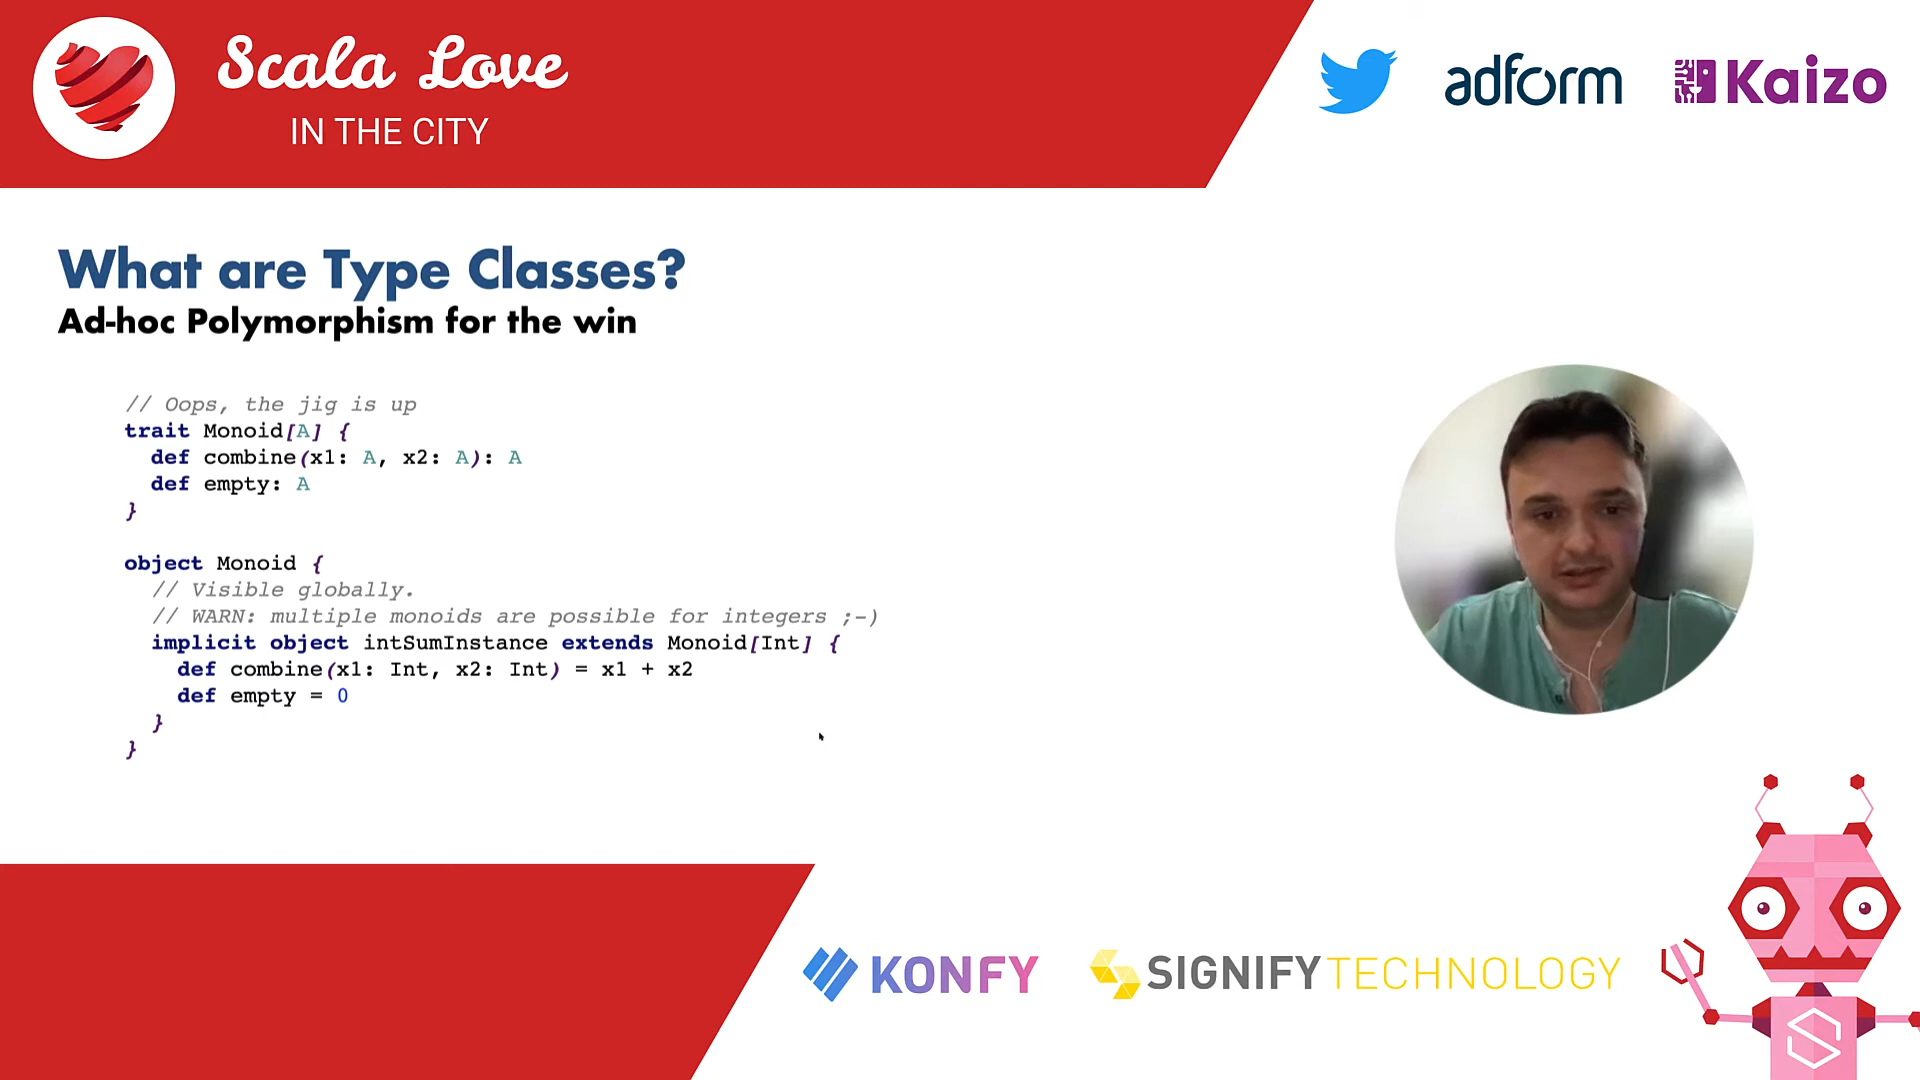 Scala Love
IN THE CITY
adform
Kaizo
What are Type Classes?
Ad-hoc Polymorphism for the win
// Oops, the jig is up
trait Monoid[A] {
  def combine(x1: A, x2: A): A
  def empty: A
}
object Monoid {
  // Visible globally.
  // WARN: multiple monoids are possible for integers ;-)
  implicit object intSumInstance extends Monoid[Int] {
    def combine(x1: Int, x2: Int) = x1 + x2
    def empty = 0
  }
}
KONFY
SIGNIFYTECHNOLOGY